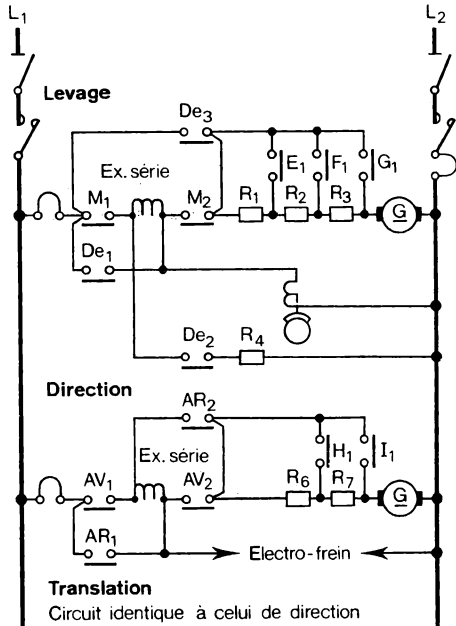 L1 L2
Levage
De3
Ex. série
E1 F1 G1
M1 M2 R1 R2 R3 G
De1
De2 R4
Direction
AR2
Ex. série
H1 I1
AV1 AV2 R6 R7 G
AR1
Electro-frein
Translation
Circuit identique à celui de direction